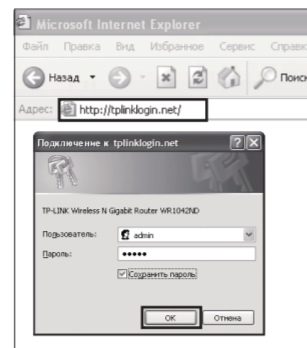 Microsoft Internet Explorer
Файл Правка Вид Избранное Сервис Справк
Назад Поиск
Адрес: http://tplinklogin.net/
Подключение к tplinklogin.net
TP-LINK Wireless N Gigabit Router WR1042ND
Пользователь: admin
Пароль: •••••
Сохранить пароль
OK Отмена